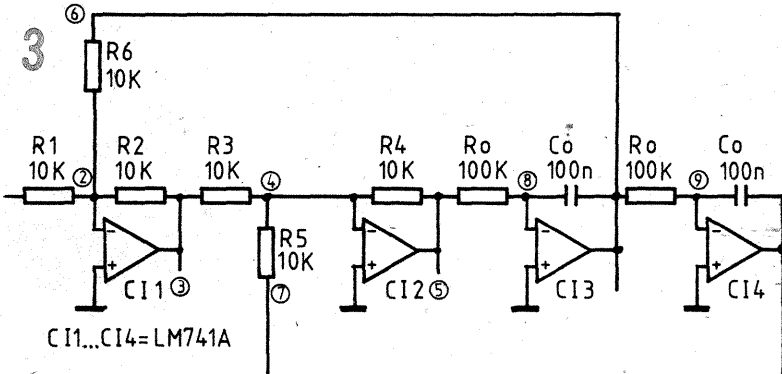 ⑥
3
R6
10K
R1
10K
②
R2
10K
R3
10K
④
R4
10K
Ro
100K
⑧
Co
100n
Ro
100K
⑨
Co
100n
-
+
CI1
③
R5
10K
⑦
-
+
CI2
⑤
-
+
CI3
-
+
CI4
CI1...CI4=LM741A